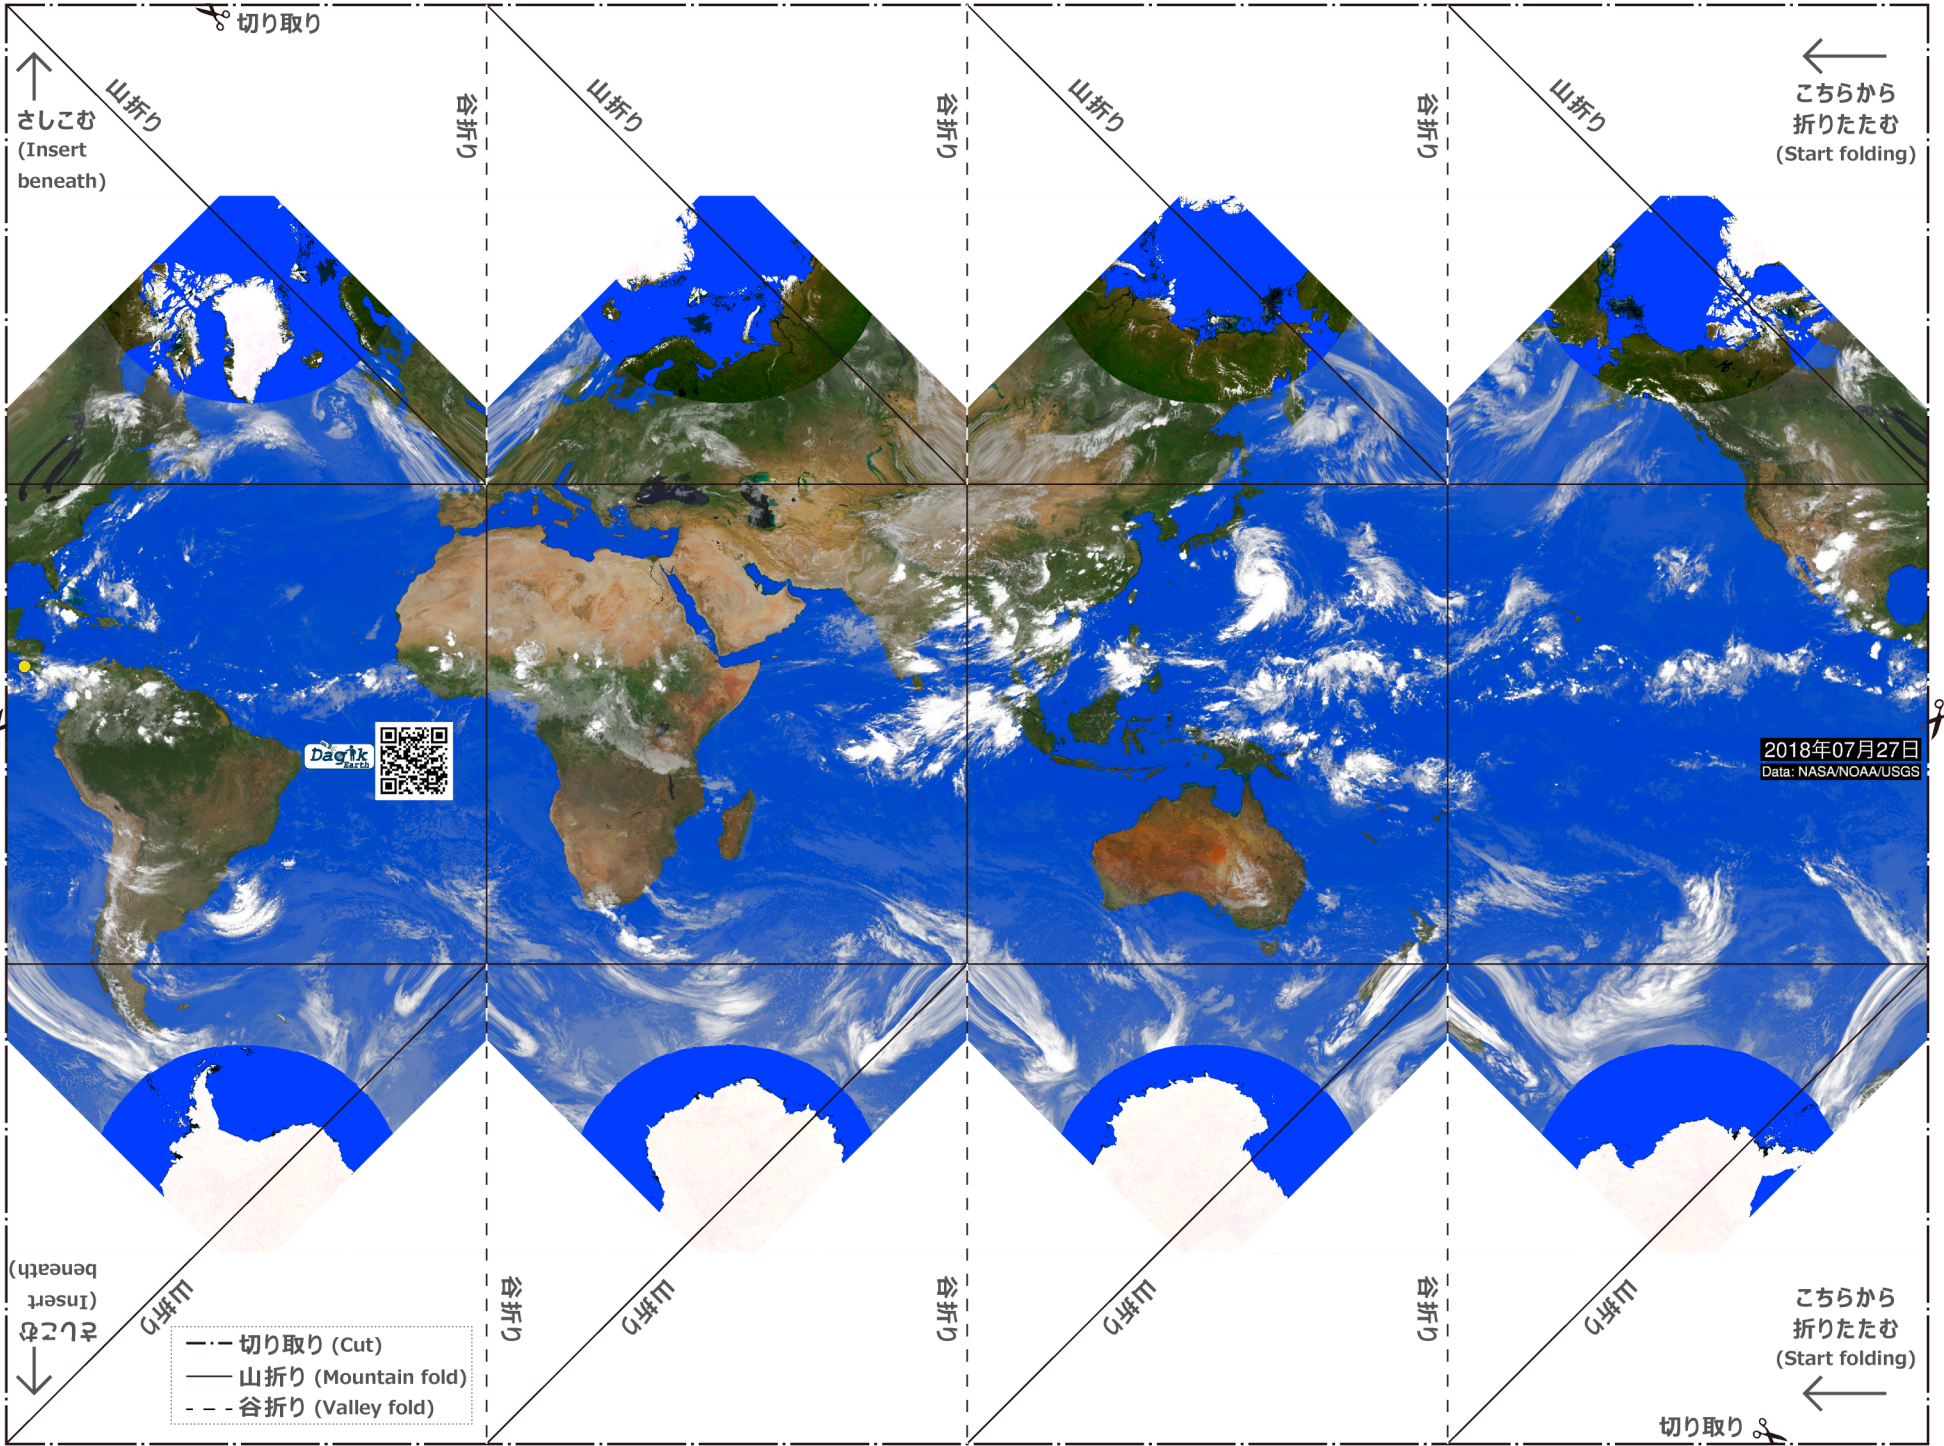 切り取り
山折り
谷折り
山折り
谷折り
山折り
谷折り
山折り
さしこむ
(Insert
beneath)
こちらから
折りたたむ
(Start folding)
Dagik
Earth
2018年07月27日
Data: NASA/NOAA/USGS
さしこむ
(Insert
beneath)
山折り
谷折り
山折り
谷折り
山折り
谷折り
山折り
切り取り (Cut)
山折り (Mountain fold)
谷折り (Valley fold)
こちらから
折りたたむ
(Start folding)
切り取り